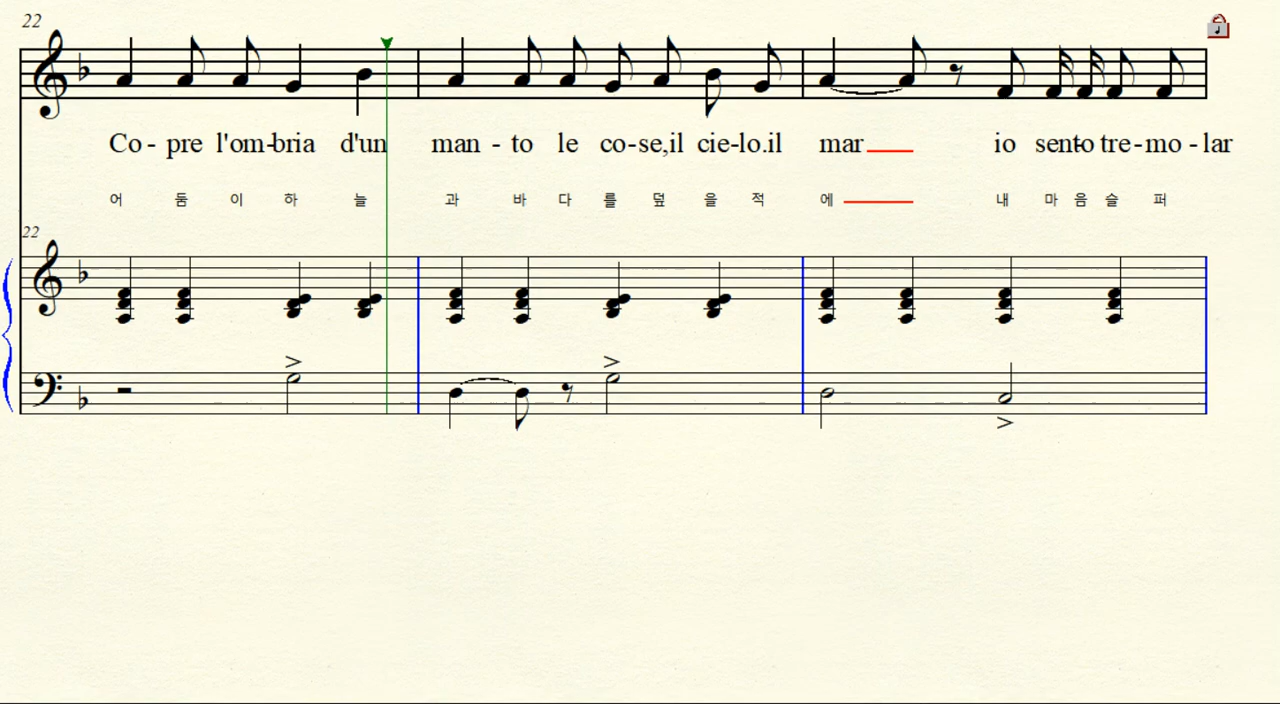 22
Co - pre l'om-bria d'un man - to le co-se,il cie-lo.il mar io sento tre-mo - lar
어 둠 이 하 늘 과 바 다 를 덮 을 적 에 내 마 음 슬 퍼
22